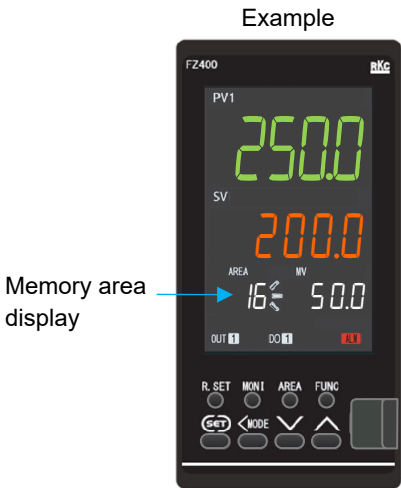 Example
FZ400 RKC
PV1
250.0
SV
200.0
AREA MV
Memory area
display
16 50.0
OUT 1 DO 1 ALM
R. SET MONI AREA FUNC
SET <MODE